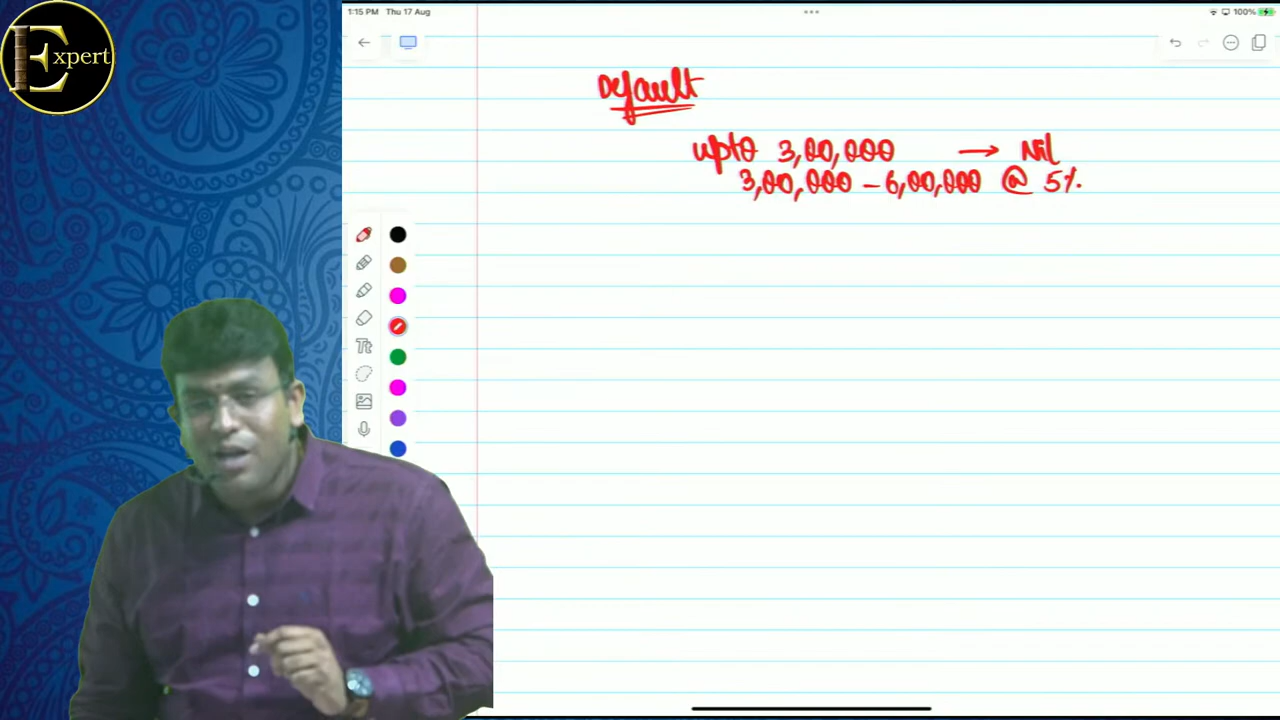 Expert
1:15 PM Thu 17 Aug
100%
Default
upto 3,00,000 → Nil
3,00,000 – 6,00,000 @ 5%
Tt